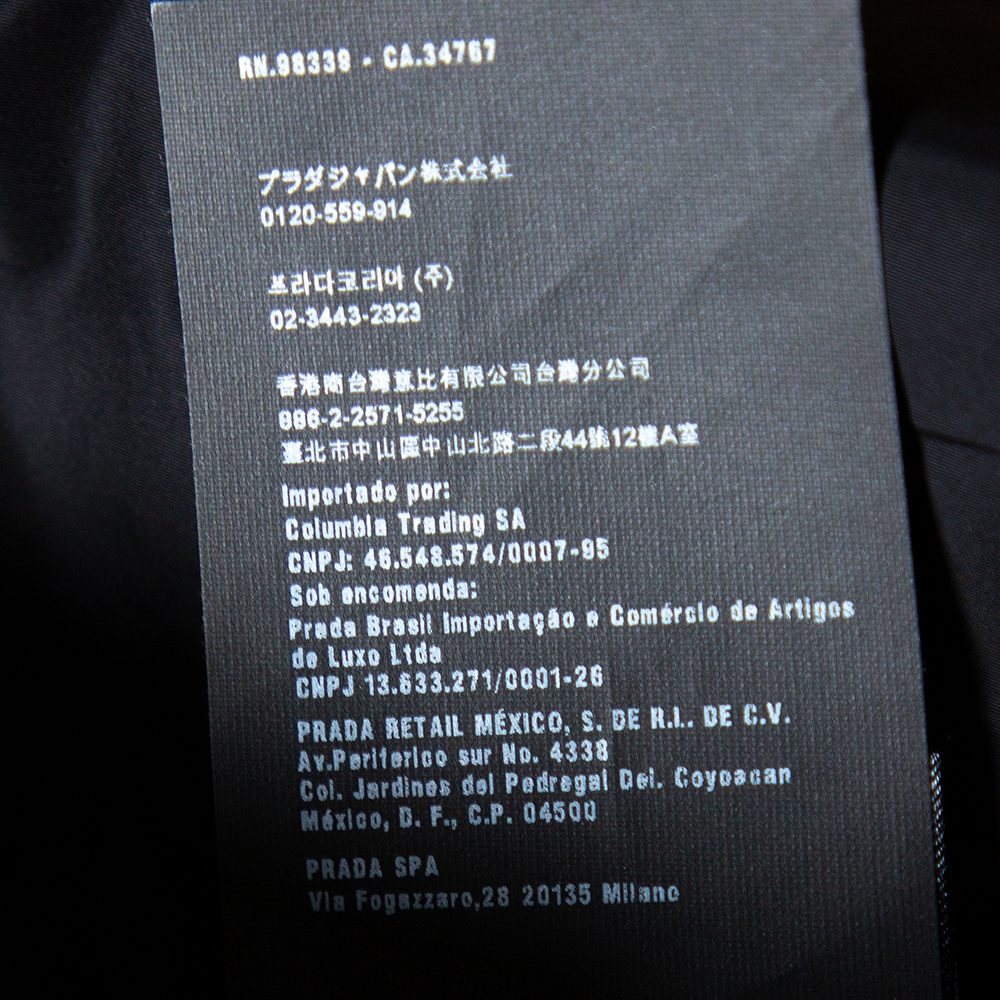 RN.98339 - CA.34767
プラダジャパン株式会社
0120-559-914
프라다코리아 (주)
02-3443-2323
香港商台灣惠比有限公司台灣分公司
886-2-2571-5255
臺北市中山區中山北路二段44號12樓A室
Importado por:
Columbia Trading SA
CNPJ: 46.548.574/0007-95
Sob encomenda:
Prada Brasil Importação e Comércio de Artigos
de Luxo Ltda
CNPJ 13.633.271/0001-26
PRADA RETAIL MÉXICO, S. DE R.L. DE C.V.
Av.Periferico sur No. 4338
Col. Jardines del Pedregal Del. Coyoacan
México, D. F., C.P. 04500
PRADA SPA
Via Fogazzaro,28 20135 Milano